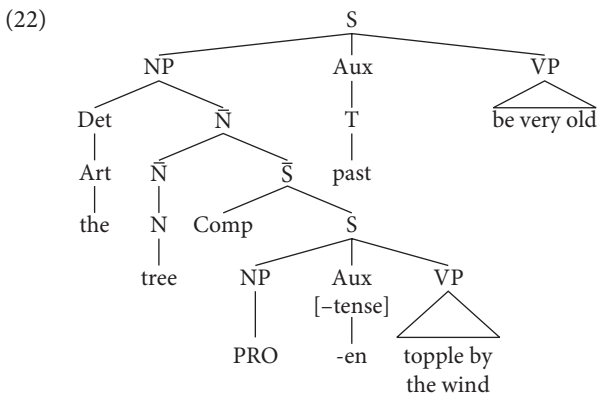 (22) S
NP Aux VP
Det N̄ T be very old
Art N̄ S̄ past
the N Comp S
tree NP Aux VP
[–tense]
PRO -en topple by
the wind